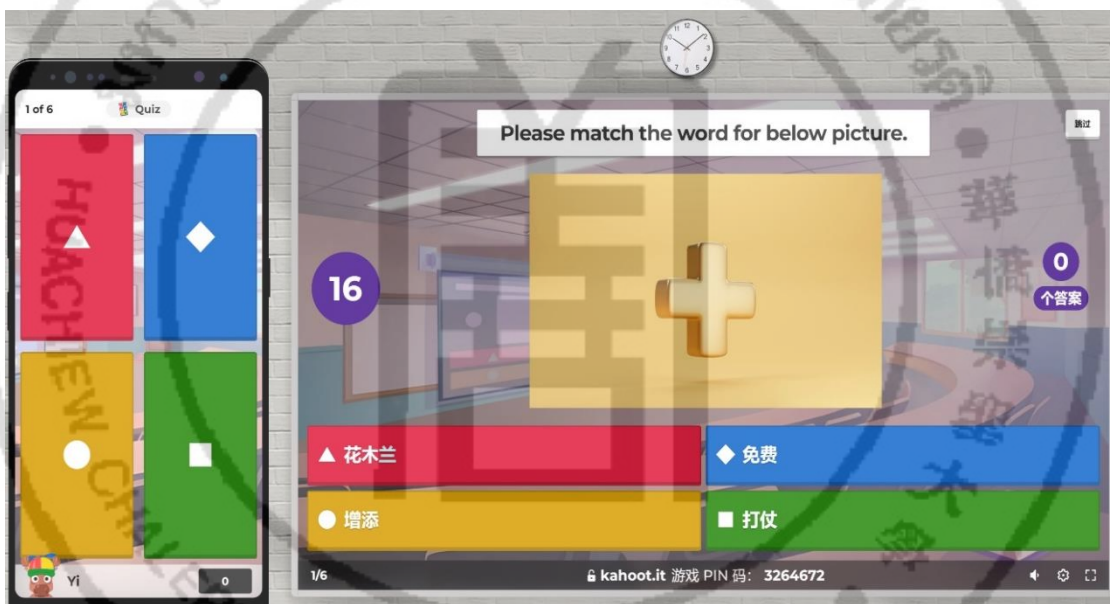 1 of 6
Quiz
Yi
0
Please match the word for below picture.
跳过
16
0
个答案
花木兰
免费
增添
打仗
1/6
kahoot.it 游戏 PIN 码: 3264672
HUACHIEW CHAL